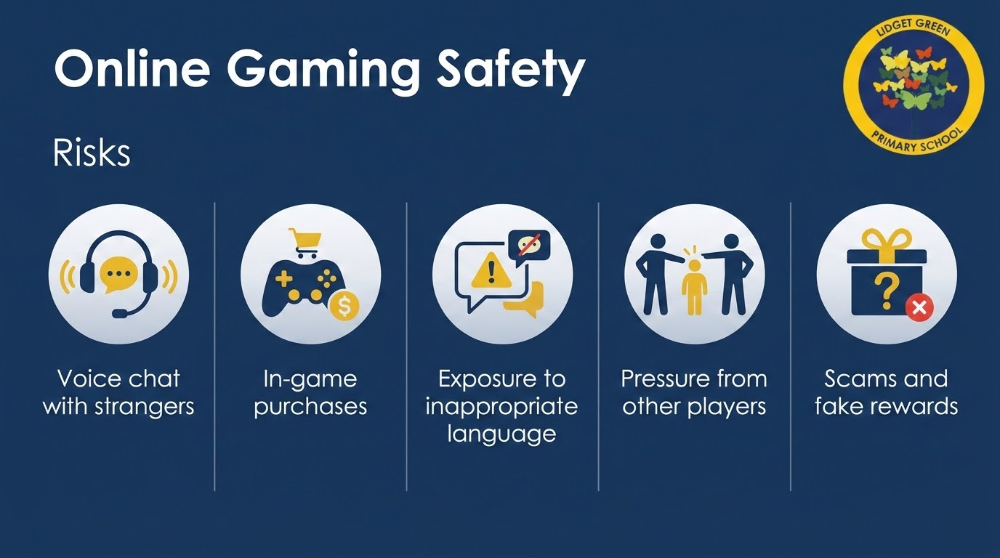 Online Gaming Safety
LIDGET GREEN
PRIMARY SCHOOL
Risks
$
!
?
Voice chat
with strangers
In-game
purchases
Exposure to
inappropriate
language
Pressure from
other players
Scams and
fake rewards